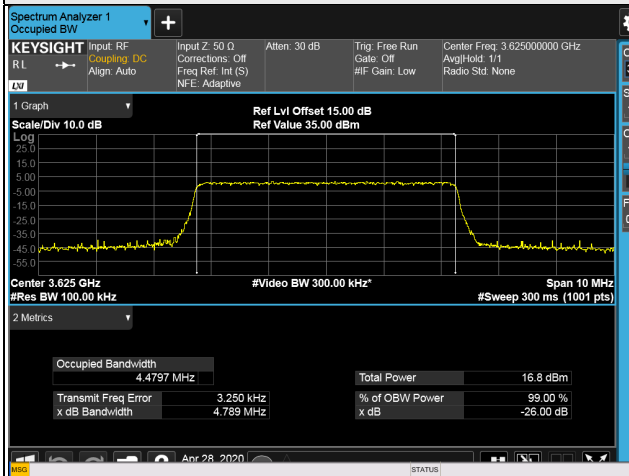 Spectrum Analyzer 1
Occupied BW
KEYSIGHT
R L
LXI
Input: RF
Coupling: DC
Align: Auto
Input Z: 50 Ω
Corrections: Off
Freq Ref: Int (S)
NFE: Adaptive
Atten: 30 dB
Trig: Free Run
Gate: Off
#IF Gain: Low
Center Freq: 3.625000000 GHz
Avg|Hold: 1/1
Radio Std: None
1 Graph
Scale/Div 10.0 dB
Ref Lvl Offset 15.00 dB
Ref Value 35.00 dBm
Log
25.0
15.0
5.00
-5.00
-15.0
-25.0
-35.0
-45.0
-55.0
Center 3.625 GHz
#Video BW 300.00 kHz*
Span 10 MHz
#Res BW 100.00 kHz
#Sweep 300 ms (1001 pts)
2 Metrics
Occupied Bandwidth
4.4797 MHz
Total Power 16.8 dBm
Transmit Freq Error 3.250 kHz
% of OBW Power 99.00 %
x dB Bandwidth 4.789 MHz
x dB -26.00 dB
Apr 28, 2020
MSG
STATUS